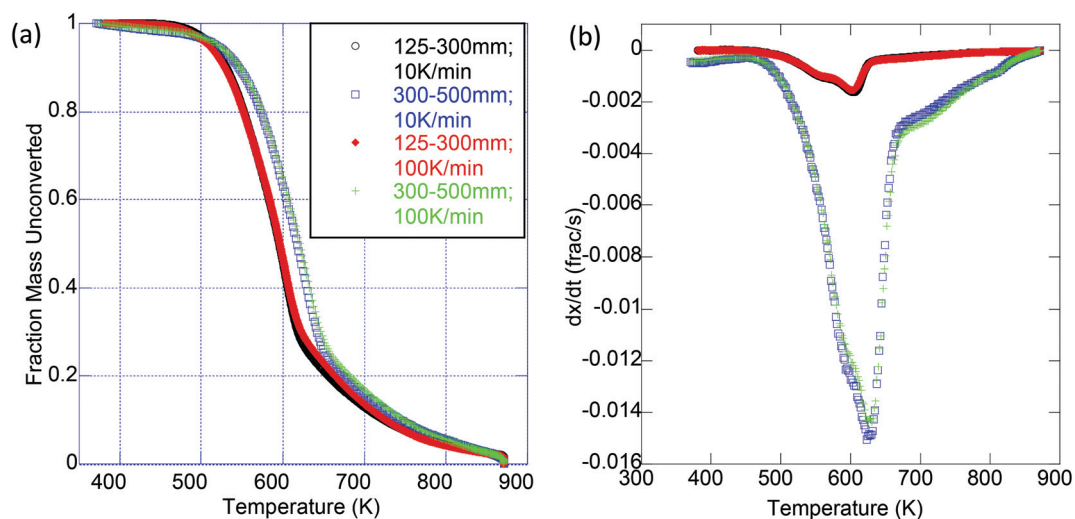 (a)
1
0.8
0.6
0.4
0.2
0
Fraction Mass Unconverted
400 500 600 700 800 900
Temperature (K)
125-300mm;
10K/min
300-500mm;
10K/min
125-300mm;
100K/min
300-500mm;
100K/min
(b)
0
-0.002
-0.004
-0.006
-0.008
-0.01
-0.012
-0.014
-0.016
dx/dt (frac/s)
300 400 500 600 700 800 900
Temperature (K)